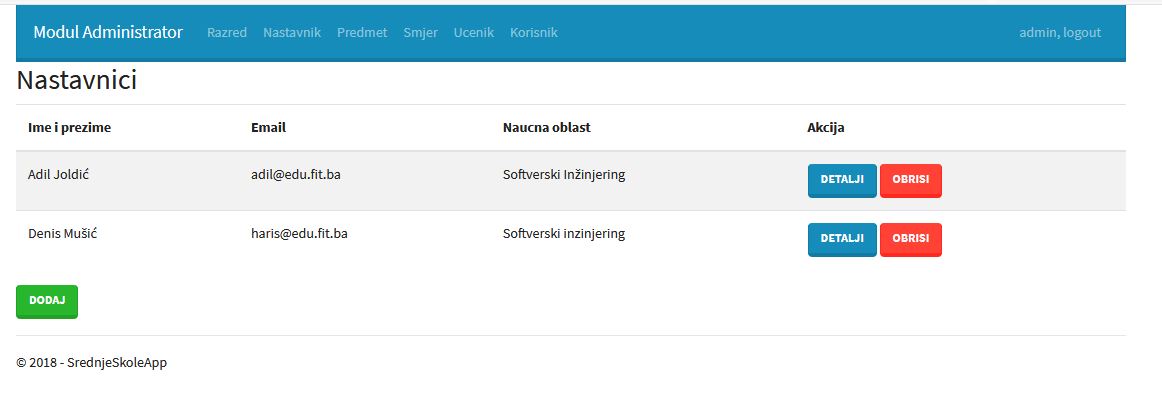 Modul Administrator Razred Nastavnik Predmet Smjer Ucenik Korisnik admin, logout
Nastavnici
Ime i prezime Email Naucna oblast Akcija
Adil Joldić adil@edu.fit.ba Softverski Inžinjering DETALJI OBRISI
Denis Mušić haris@edu.fit.ba Softverski inzinjering DETALJI OBRISI
DODAJ
© 2018 - SrednjeSkoleApp